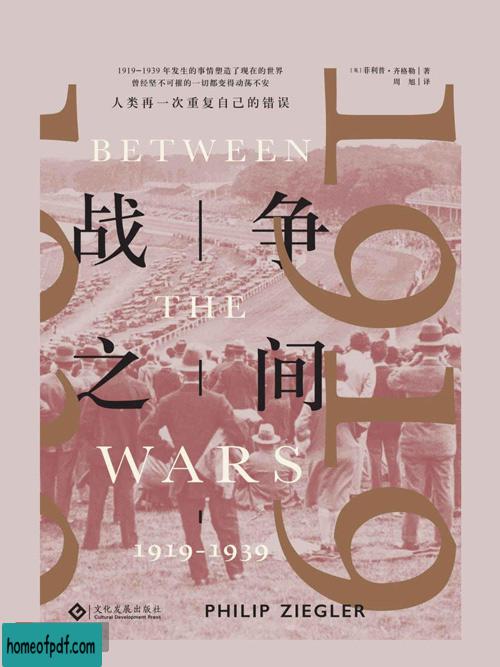 1919-1939年发生的事情塑造了现在的世界
曾经坚不可摧的一切都变得动荡不安
人类再一次重复自己的错误
[英]菲利普·齐格勒|著
周 旭|译
BETWEEN
战|争
THE
之|间
WARS
1919-1939
1919
文化发展出版社
Cultural Development Press
PHILIP ZIEGLER
homeofpdf.com